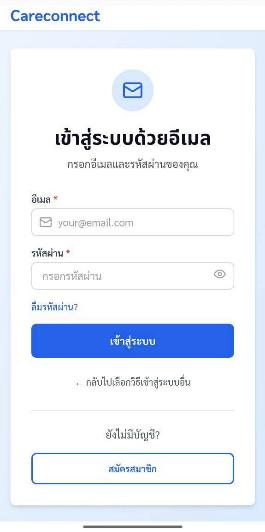 Careconnect
เข้าสู่ระบบด้วยอีเมล
กรอกอีเมลและรหัสผ่านของคุณ
อีเมล *
your@email.com
รหัสผ่าน *
กรอกรหัสผ่าน
ลืมรหัสผ่าน?
เข้าสู่ระบบ
← กลับไปเลือกวิธีเข้าสู่ระบบอื่น
ยังไม่มีบัญชี?
สมัครสมาชิก